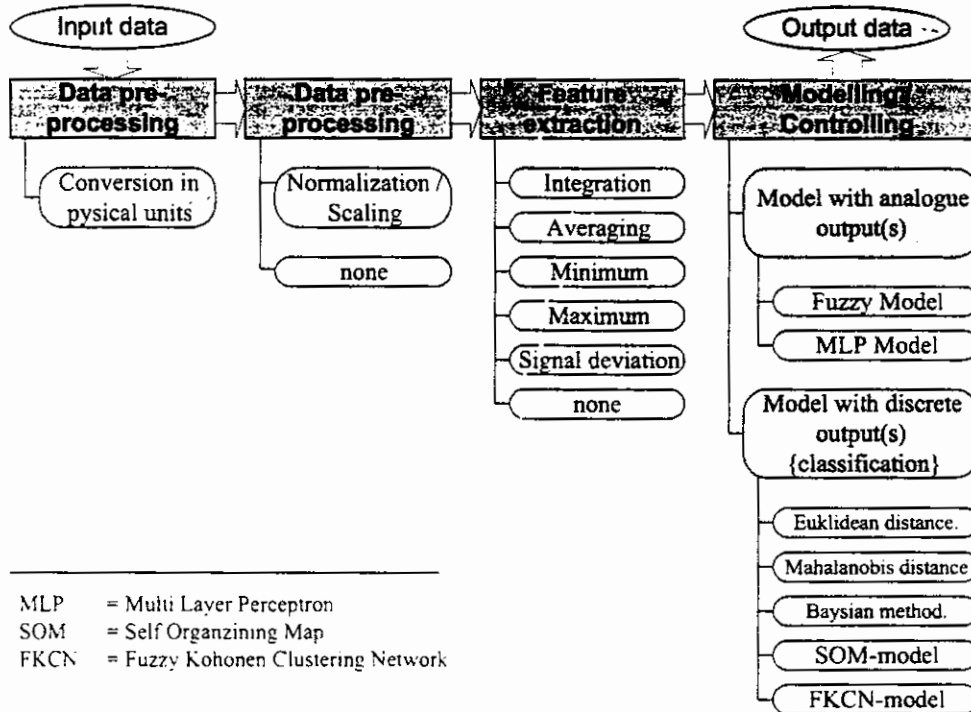 Input data
Output data
Data pre-
processing
Data pre-
processing
Feature
extraction
Modelling/
Controlling
Conversion in
pysical units
Normalization /
Scaling
none
Integration
Averaging
Minimum
Maximum
Signal deviation
none
Model with analogue
output(s)
Fuzzy Model
MLP Model
Model with discrete
output(s)
{classification}
Euklidean distance.
Mahalanobis distance
Baysian method.
SOM-model
FKCN-model
MLP = Multi Layer Perceptron
SOM = Self Organzining Map
FKCN = Fuzzy Kohonen Clustering Network